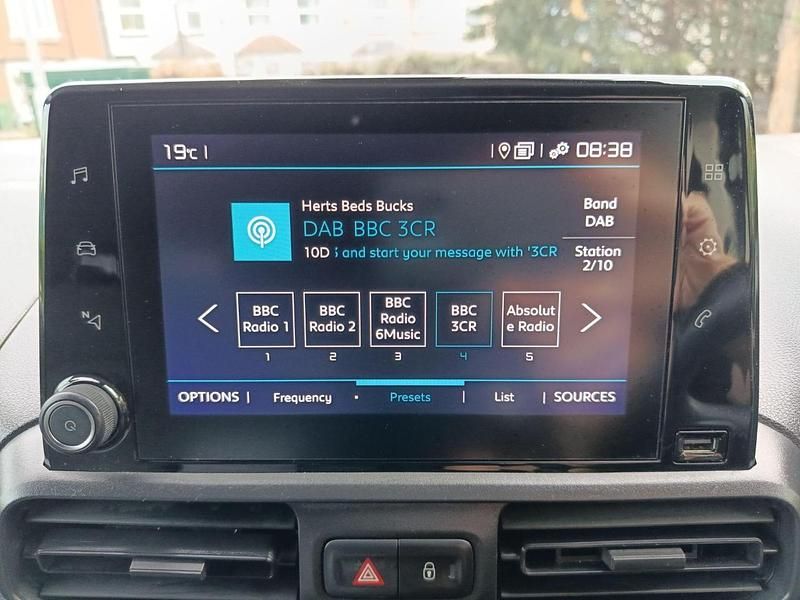 19°C
08:38
Herts Beds Bucks
DAB BBC 3CR
10D ; and start your message with '3CR
Band
DAB
Station
2/10
BBC
Radio 1
BBC
Radio 2
BBC
Radio
6Music
BBC
3CR
Absolut
e Radio
1 2 3 4 5
OPTIONS Frequency Presets List SOURCES
N